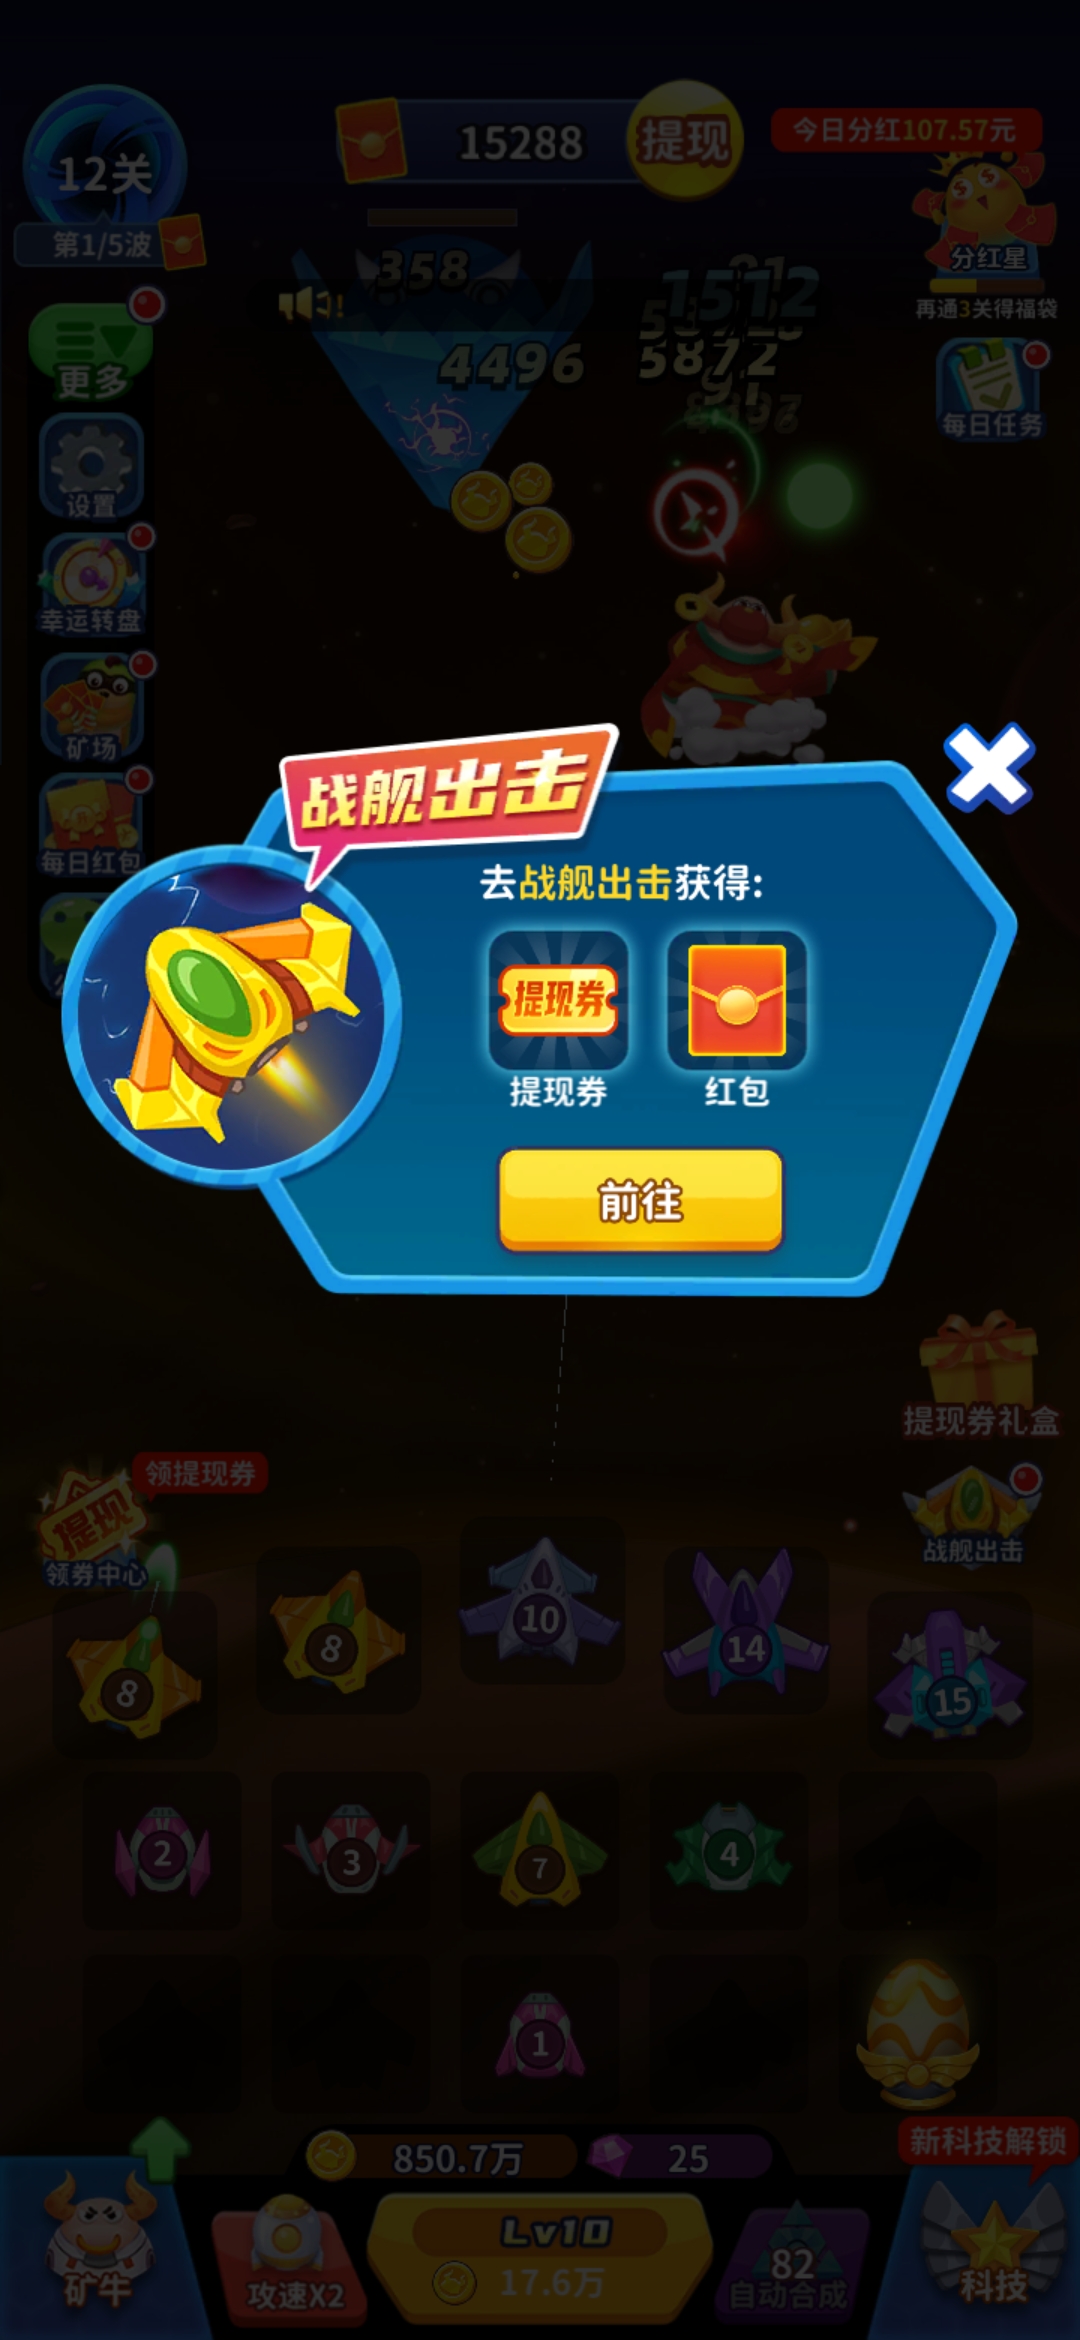 12关
15288
提现
今日分红107.57元
第1/5波
分红星
再通3关得福袋
358
1512
4496
5872
更多
每日任务
设置
幸运转盘
矿场
每日红包
战舰出击
去战舰出击获得:
提现券
提现券
红包
前往
提现券礼盒
领提现券
提现
领券中心
战舰出击
8
8
10
14
15
2
3
7
4
1
850.7万
25
新科技解锁
矿牛
攻速X2
Lv10
17.6万
82
自动合成
科技